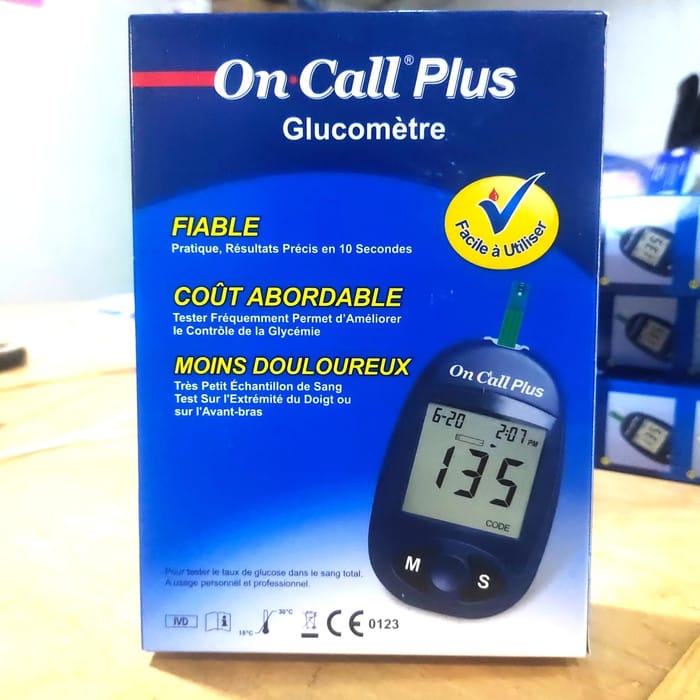 On Call® Plus
Glucomètre
Facile à Utiliser
FIABLE
Pratique, Résultats Précis en 10 Secondes
COÛT ABORDABLE
Tester Fréquemment Permet d'Améliorer
le Contrôle de la Glycémie
MOINS DOULOUREUX
Très Petit Échantillon de Sang
Test Sur l'Extrémité du Doigt ou
sur l'Avant-bras
On Call Plus
6-20 2:07 PM
135
CODE
M S
Pour tester le taux de glucose dans le sang total.
A usage personnel et professionnel.
IVD i 15°C 30°C CE 0123